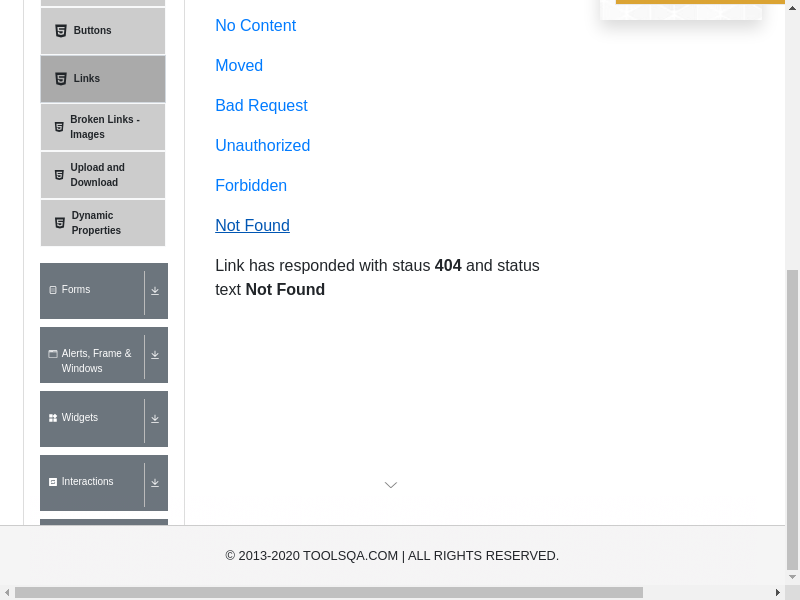 Buttons
Links
Broken Links -
Images
Upload and
Download
Dynamic
Properties
Forms
Alerts, Frame &
Windows
Widgets
Interactions
No Content
Moved
Bad Request
Unauthorized
Forbidden
Not Found
Link has responded with staus 404 and status
text Not Found
© 2013-2020 TOOLSQA.COM | ALL RIGHTS RESERVED.